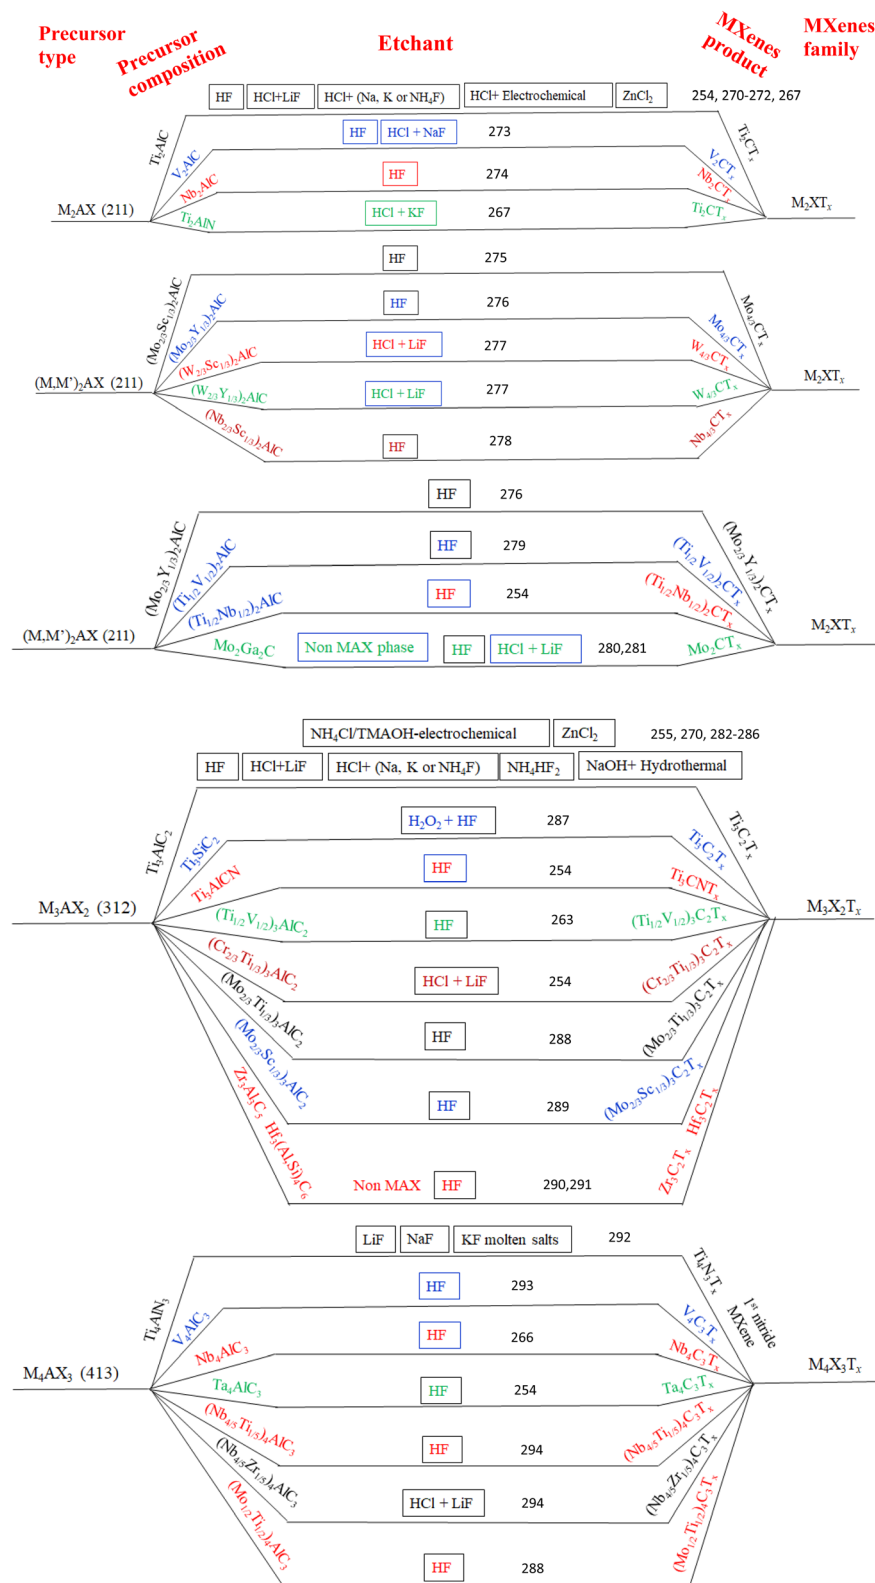 Precursor type
Precursor composition
Etchant
MXenes product
MXenes family
HF HCl+LiF HCl+ (Na, K or NH₄F) HCl+ Electrochemical ZnCl₂ 254, 270-272, 267
Ti₂AlC Ti₂CTₓ
HF HCl + NaF 273
V₂AlC V₂CTₓ
HF 274
Nb₂AlC Nb₂CTₓ
HCl + KF 267
Ti₂AlN Ti₂CTₓ
M₂AX (211) M₂XTₓ
HF 275
(Mo₂/₃Sc₁/₃)₂AlC Mo₄/₃CTₓ
HF 276
(Mo₂/₃Y₁/₃)₂AlC Mo₄/₃CTₓ
HCl + LiF 277
(W₂/₃Sc₁/₃)₂AlC W₄/₃CTₓ
HCl + LiF 277
(W₂/₃Y₁/₃)₂AlC W₄/₃CTₓ
(M,M’)₂AX (211) M₂XTₓ
(Nb₂/₃Sc₁/₃)₂AlC HF 278 Nb₄/₃CTₓ
HF 276
(Mo₂/₃Y₁/₃)₂AlC (Mo₂/₃Y₁/₃)₂CTₓ
HF 279
(Ti₁/₂V₁/₂)₂AlC (Ti₁/₂V₁/₂)₂CTₓ
HF 254
(Ti₁/₂Nb₁/₂)₂AlC (Ti₁/₂Nb₁/₂)₂CTₓ
(M,M’)₂AX (211) M₂XTₓ
Mo₂Ga₂C Non MAX phase HF HCl + LiF 280,281 Mo₂CTₓ
NH₄Cl/TMAOH-electrochemical ZnCl₂ 255, 270, 282-286
HF HCl+LiF HCl+ (Na, K or NH₄F) NH₄HF₂ NaOH+ Hydrothermal
Ti₃AlC₂ Ti₃C₂Tₓ
H₂O₂ + HF 287
Ti₃SiC₂ Ti₃C₂Tₓ
HF 254
Ti₃AlCN Ti₃CNTₓ
M₃AX₂ (312) M₃X₂Tₓ
(Ti₁/₂V₁/₂)₃AlC₂ HF 263 (Ti₁/₂V₁/₂)₃C₂Tₓ
(Cr₂/₃Ti₁/₃)₃AlC₂ HCl + LiF 254 (Cr₂/₃Ti₁/₃)₃C₂Tₓ
(Mo₂/₃Ti₁/₃)₃AlC₂ HF 288 (Mo₂/₃Ti₁/₃)₃C₂Tₓ
(Mo₂/₃Sc₁/₃)₃AlC₂ HF 289 (Mo₂/₃Sc₁/₃)₃C₂Tₓ
Zr₃Al₃C₅ Hf₃(Al,Si)₄C₆ Non MAX HF 290,291 Zr₃C₂Tₓ Hf₃C₂Tₓ
LiF NaF KF molten salts 292
Ti₄AlN₃ Ti₄N₃Tₓ
1ˢᵗ nitride
MXene
HF 293
V₄AlC₃ V₄C₃Tₓ
HF 266
Nb₄AlC₃ Nb₄C₃Tₓ
M₄AX₃ (413) M₄X₃Tₓ
Ta₄AlC₃ HF 254 Ta₄C₃Tₓ
(Nb₄/₅Ti₁/₅)₄AlC₃ HF 294 (Nb₄/₅Ti₁/₅)₄C₃Tₓ
(Nb₄/₅Zr₁/₅)₄AlC₃ HCl + LiF 294 (Nb₄/₅Zr₁/₅)₄C₃Tₓ
(Mo₁/₂Ti₁/₂)₄AlC₃ HF 288 (Mo₁/₂Ti₁/₂)₄C₃Tₓ